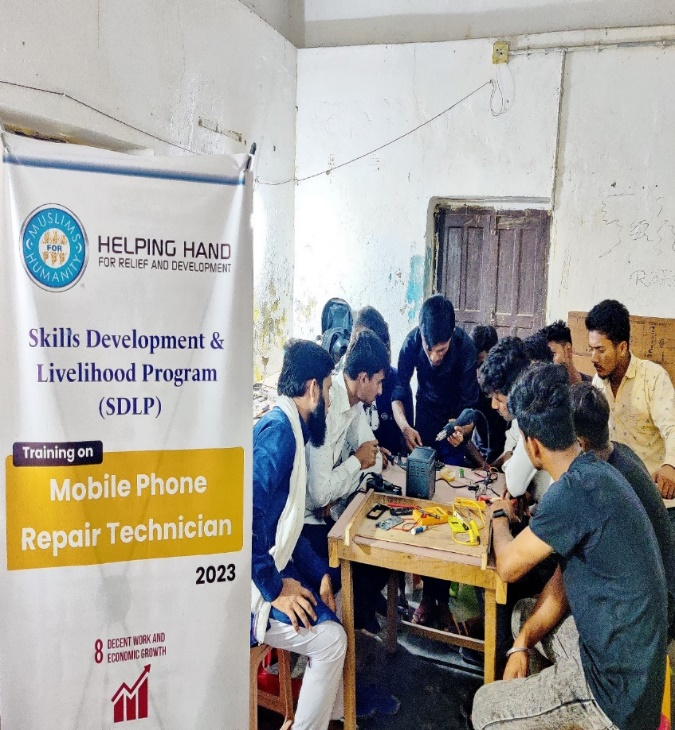 MUSLIMS
FOR
HUMANITY
HELPING HAND
FOR RELIEF AND DEVELOPMENT
Skills Development &
Livelihood Program
(SDLP)
Training on
Mobile Phone
Repair Technician
2023
8 DECENT WORK AND
ECONOMIC GROWTH